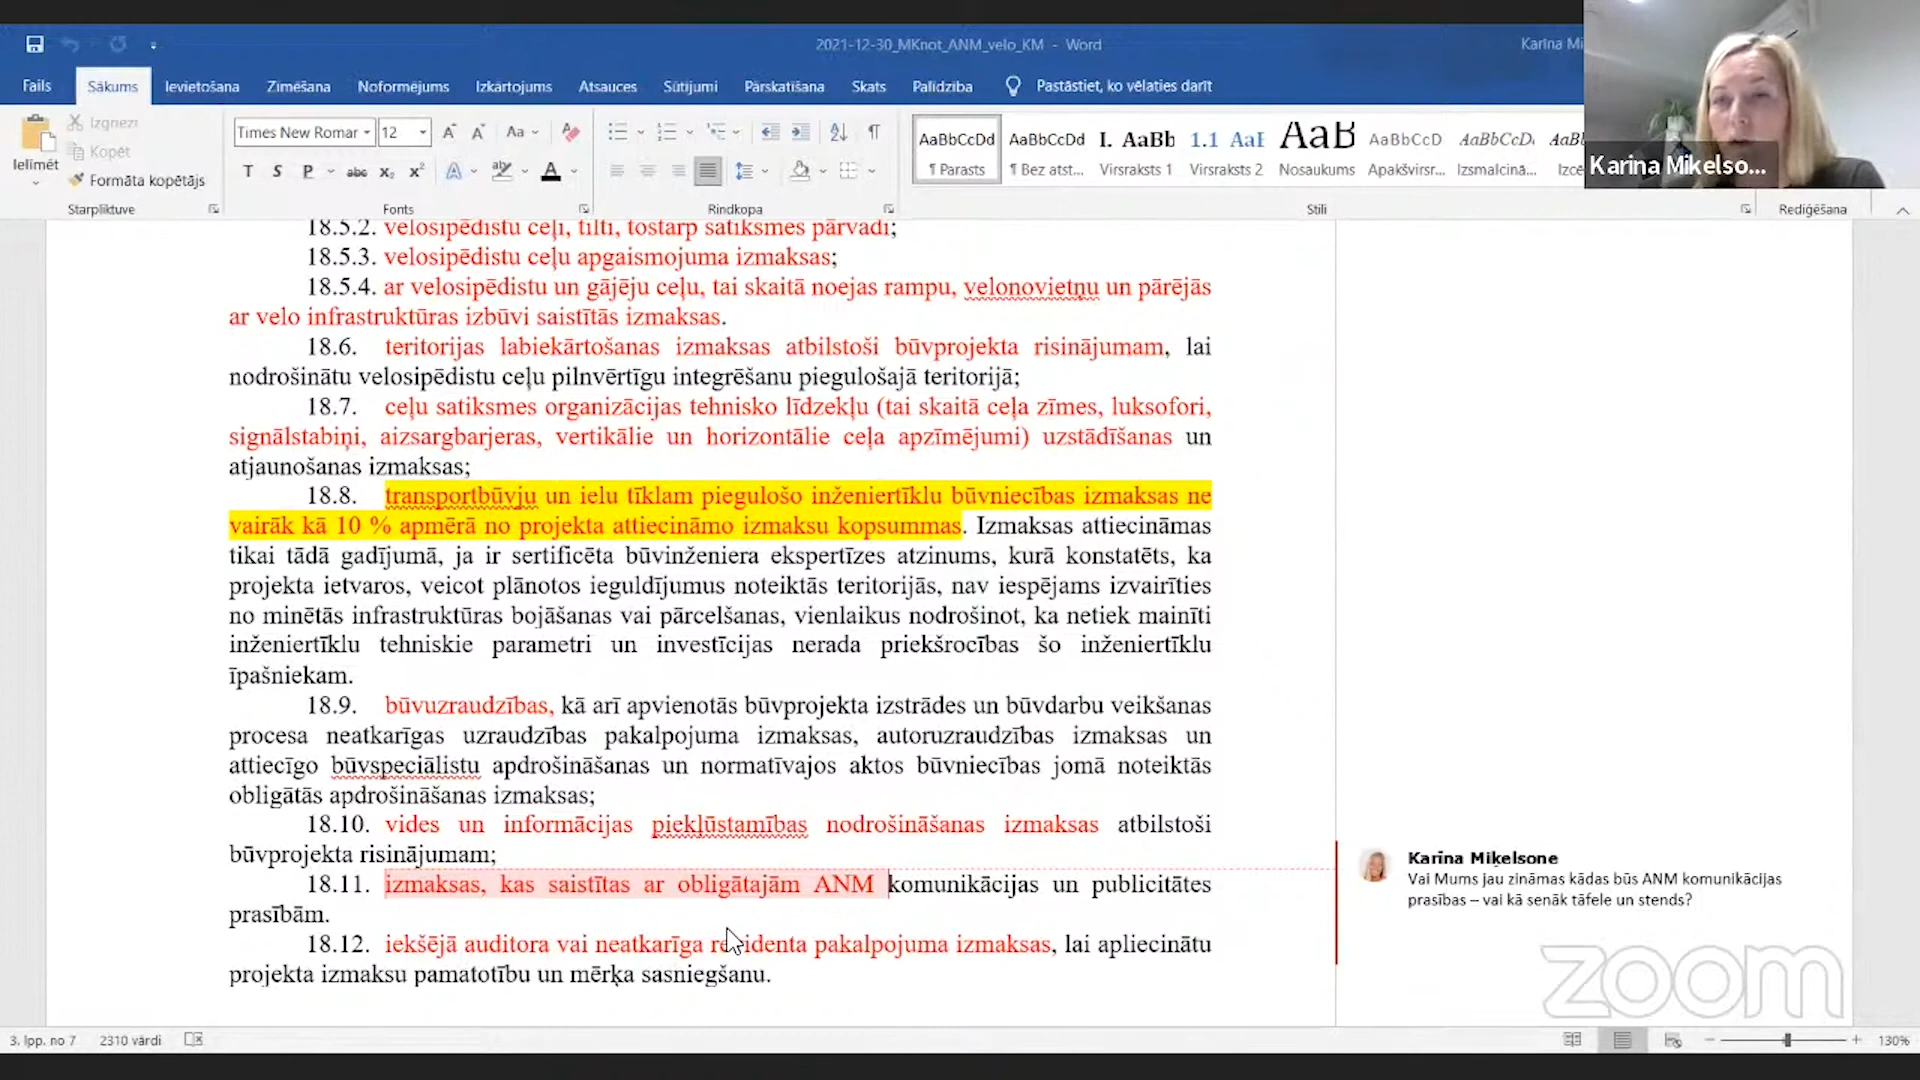 2021-12-30_MKnot_ANM_velo_KM - Word
Karīna Mi
Fails Sākums Ievietošana Zīmēšana Noformējums Izkārtojums Atsauces Sūtījumi Pārskatīšana Skats Palīdzība Pastāstiet, ko vēlaties darīt
Ielīmēt
Izgriezt
Kopēt
Formāta kopētājs
Times New Romar 12
AaBbCcDd AaBbCcDd I. AaBb 1.1 AaE AaB AaBbCcD AaBbCcD. AaB
¶ Parasts ¶ Bez atst... Virsraksts 1 Virsraksts 2 Nosaukums Apakšvirsr... Izsmalcinā... Izce
Starpliktuve Fonts Rindkopa Stili Rediģēšana
Karina Mikelso...
18.5.2. velosipēdistu ceļi, tilti, tostarp satiksmes pārvadi;
18.5.3. velosipēdistu ceļu apgaismojuma izmaksas;
18.5.4. ar velosipēdistu un gājēju ceļu, tai skaitā noejas rampu, velonovietņu un pārējās
ar velo infrastruktūras izbūvi saistītās izmaksas.
18.6. teritorijas labiekārtošanas izmaksas atbilstoši būvprojekta risinājumam, lai
nodrošinātu velosipēdistu ceļu pilnvērtīgu integrēšanu piegulošajā teritorijā;
18.7. ceļu satiksmes organizācijas tehnisko līdzekļu (tai skaitā ceļa zīmes, luksofori,
signālstabiņi, aizsargbarjeras, vertikālie un horizontālie ceļa apzīmējumi) uzstādīšanas un
atjaunošanas izmaksas;
18.8. transportbūvju un ielu tīklam piegulošo inženiertīklu būvniecības izmaksas ne
vairāk kā 10 % apmērā no projekta attiecināmo izmaksu kopsummas. Izmaksas attiecināmas
tikai tādā gadījumā, ja ir sertificēta būvinženiera ekspertīzes atzinums, kurā konstatēts, ka
projekta ietvaros, veicot plānotos ieguldījumus noteiktās teritorijās, nav iespējams izvairīties
no minētās infrastruktūras bojāšanas vai pārcelšanas, vienlaikus nodrošinot, ka netiek mainīti
inženiertīklu tehniskie parametri un investīcijas nerada priekšrocības šo inženiertīklu
īpašniekam.
18.9. būvuzraudzības, kā arī apvienotās būvprojekta izstrādes un būvdarbu veikšanas
procesa neatkarīgas uzraudzības pakalpojuma izmaksas, autoruzraudzības izmaksas un
attiecīgo būvspeciālistu apdrošināšanas un normatīvajos aktos būvniecības jomā noteiktās
obligātās apdrošināšanas izmaksas;
18.10. vides un informācijas piekļūstamības nodrošināšanas izmaksas atbilstoši
būvprojekta risinājumam;
18.11. izmaksas, kas saistītas ar obligātajām ANM komunikācijas un publicitātes
prasībām.
18.12. iekšējā auditora vai neatkarīga revidenta pakalpojuma izmaksas, lai apliecinātu
projekta izmaksu pamatotību un mērķa sasniegšanu.
Karīna Miķelsone
Vai Mums jau zināmas kādas būs ANM komunikācijas
prasības – vai kā senāk tāfele un stends?
zoom
3. lpp. no 7 2310 vārdi 130%